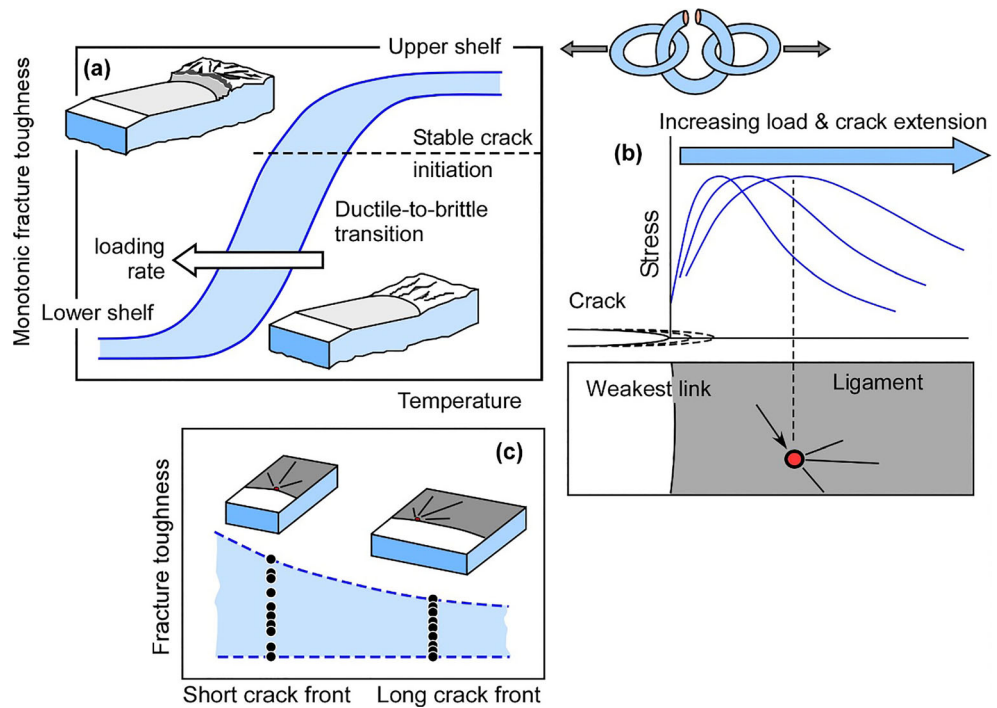 (a)
Upper shelf
Stable crack
initiation
Ductile-to-brittle
transition
loading
rate
Lower shelf
Monotonic fracture toughness
Temperature
Increasing load & crack extension
(b)
Stress
Crack
Weakest link
Ligament
(c)
Fracture toughness
Short crack front
Long crack front